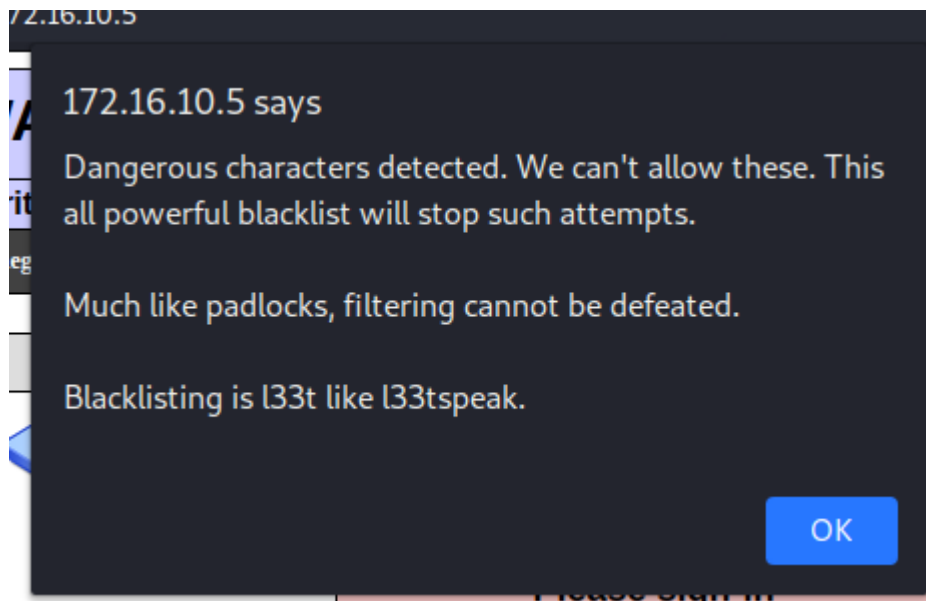 72.16.10.5
172.16.10.5 says
Dangerous characters detected. We can't allow these. This
all powerful blacklist will stop such attempts.
Much like padlocks, filtering cannot be defeated.
Blacklisting is l33t like l33tspeak.
OK